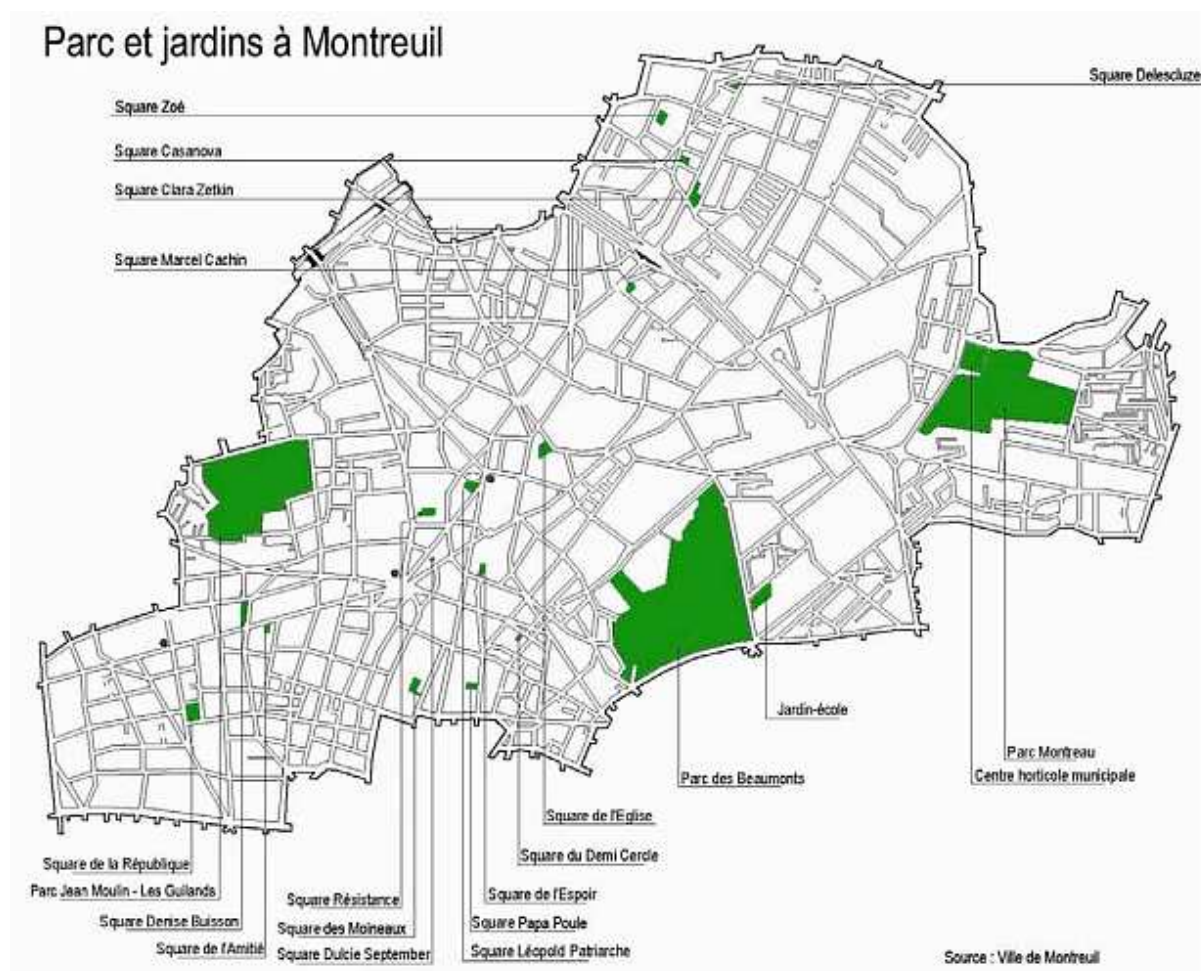 Parc et jardins à Montreuil
Square Delescluze
Square Zoé
Square Casanova
Square Clara Zetkin
Square Marcel Cachin
Jardin-école
Parc Montreau
Parc des Beaumonts
Centre horticole municipale
Square de l'Eglise
Square du Demi Cercle
Square de la République
Parc Jean Moulin - Les Guilands
Square Résistance
Square de l'Espoir
Square Denise Buisson
Square des Moineaux
Square Papa Poule
Square de l'Amitié
Square Dulcie September
Square Léopold Patriarche
Source : Ville de Montreuil